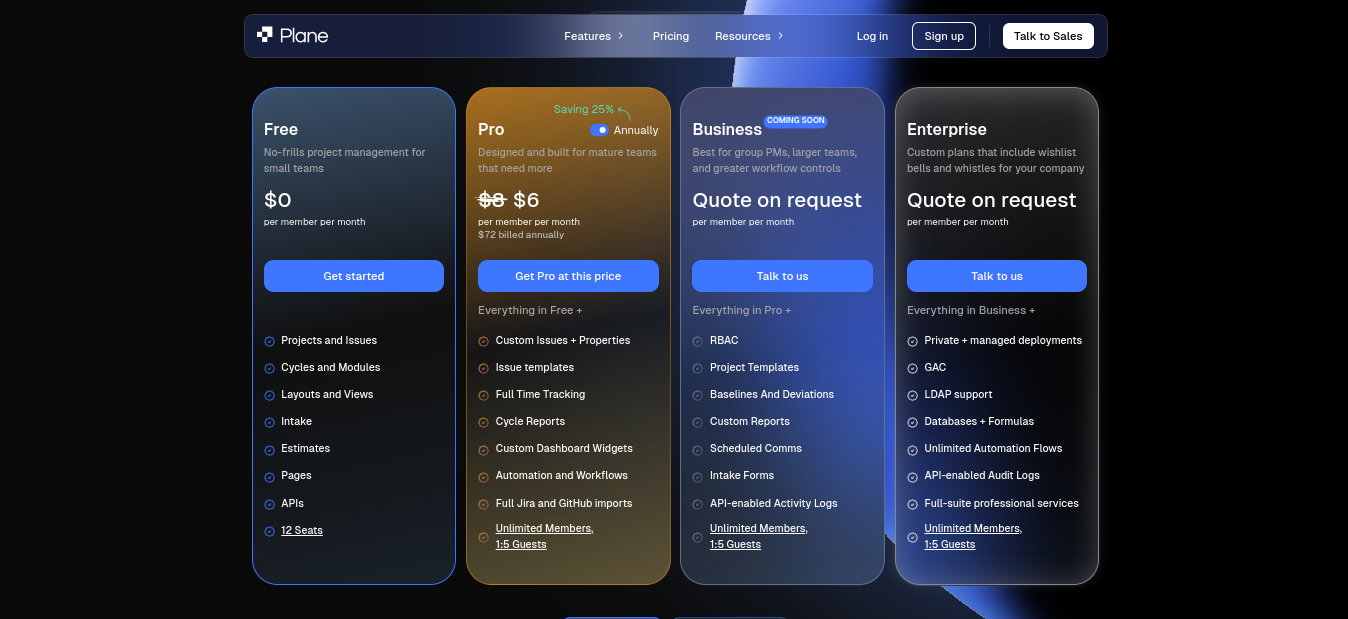 Plane
Features
Pricing
Resources
Log in
Sign up
Talk to Sales
Free
No-frills project management for
small teams
$0
per member per month
Get started
Projects and Issues
Cycles and Modules
Layouts and Views
Intake
Estimates
Pages
APIs
12 Seats
Saving 25%
Pro
Annually
Designed and built for mature teams
that need more
$8 $6
per member per month
$72 billed annually
Get Pro at this price
Everything in Free +
Custom Issues + Properties
Issue templates
Full Time Tracking
Cycle Reports
Custom Dashboard Widgets
Automation and Workflows
Full Jira and GitHub imports
Unlimited Members,
1:5 Guests
Business
COMING SOON
Best for group PMs, larger teams,
and greater workflow controls
Quote on request
per member per month
Talk to us
Everything in Pro +
RBAC
Project Templates
Baselines And Deviations
Custom Reports
Scheduled Comms
Intake Forms
API-enabled Activity Logs
Unlimited Members,
1:5 Guests
Enterprise
Custom plans that include wishlist
bells and whistles for your company
Quote on request
per member per month
Talk to us
Everything in Business +
Private + managed deployments
GAC
LDAP support
Databases + Formulas
Unlimited Automation Flows
API-enabled Audit Logs
Full-suite professional services
Unlimited Members,
1:5 Guests